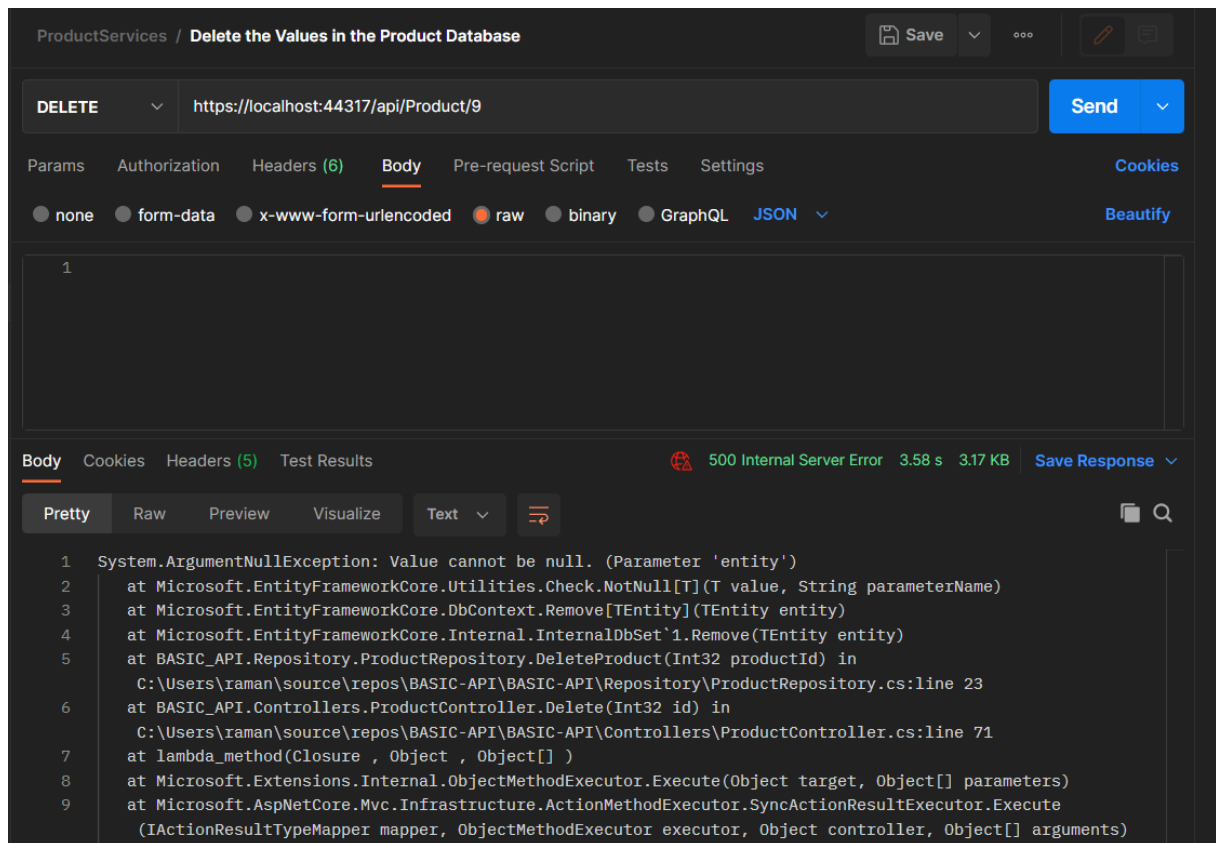 ProductServices / Delete the Values in the Product Database Save
DELETE https://localhost:44317/api/Product/9 Send
Params Authorization Headers (6) Body Pre-request Script Tests Settings Cookies
none form-data x-www-form-urlencoded raw binary GraphQL JSON Beautify
1
Body Cookies Headers (5) Test Results 500 Internal Server Error 3.58 s 3.17 KB Save Response
Pretty Raw Preview Visualize Text
1 System.ArgumentNullException: Value cannot be null. (Parameter 'entity')
2 at Microsoft.EntityFrameworkCore.Utilities.Check.NotNull[T](T value, String parameterName)
3 at Microsoft.EntityFrameworkCore.DbContext.Remove[TEntity](TEntity entity)
4 at Microsoft.EntityFrameworkCore.Internal.InternalDbSet`1.Remove(TEntity entity)
5 at BASIC_API.Repository.ProductRepository.DeleteProduct(Int32 productId) in
C:\Users\raman\source\repos\BASIC-API\BASIC-API\Repository\ProductRepository.cs:line 23
6 at BASIC_API.Controllers.ProductController.Delete(Int32 id) in
C:\Users\raman\source\repos\BASIC-API\BASIC-API\Controllers\ProductController.cs:line 71
7 at lambda_method(Closure , Object , Object[] )
8 at Microsoft.Extensions.Internal.ObjectMethodExecutor.Execute(Object target, Object[] parameters)
9 at Microsoft.AspNetCore.Mvc.Infrastructure.ActionMethodExecutor.SyncActionResultExecutor.Execute
(IActionResultTypeMapper mapper, ObjectMethodExecutor executor, Object controller, Object[] arguments)